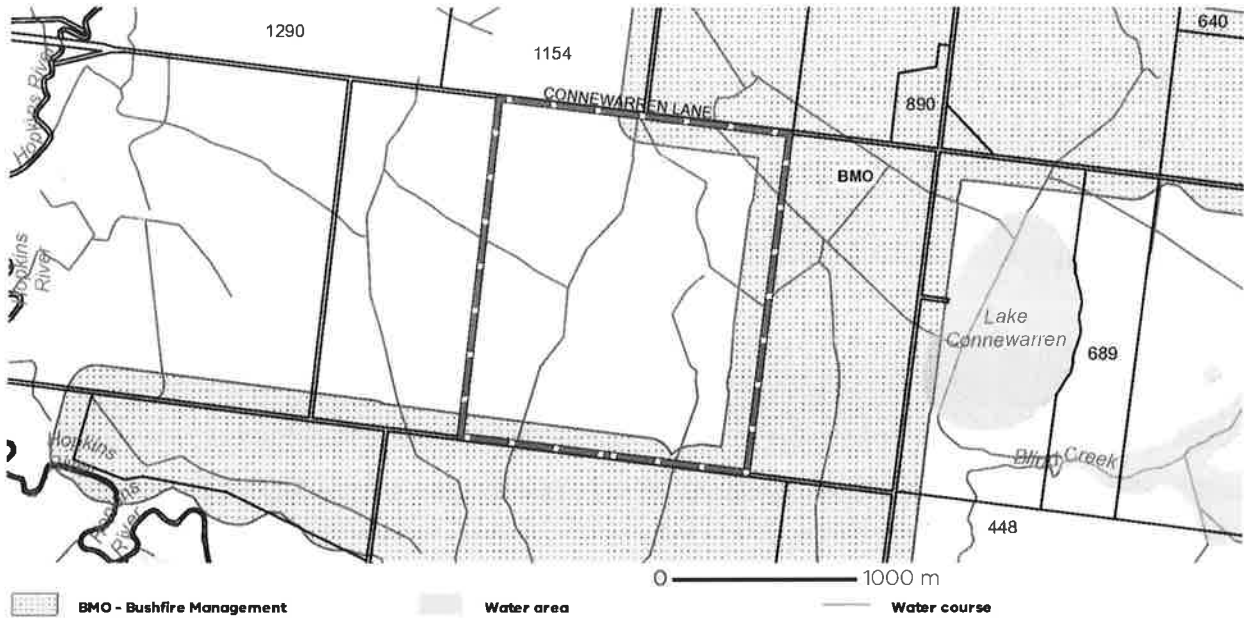 640
1290
1154
CONNEWARREN LANE
890
Hopkins River
BMO
Hopkins
River
Lake
Connewarren
689
Hopkins
River
Blind Creek
Hopkins
River
448
0 1000 m
BMO - Bushfire Management
Water area
Water course